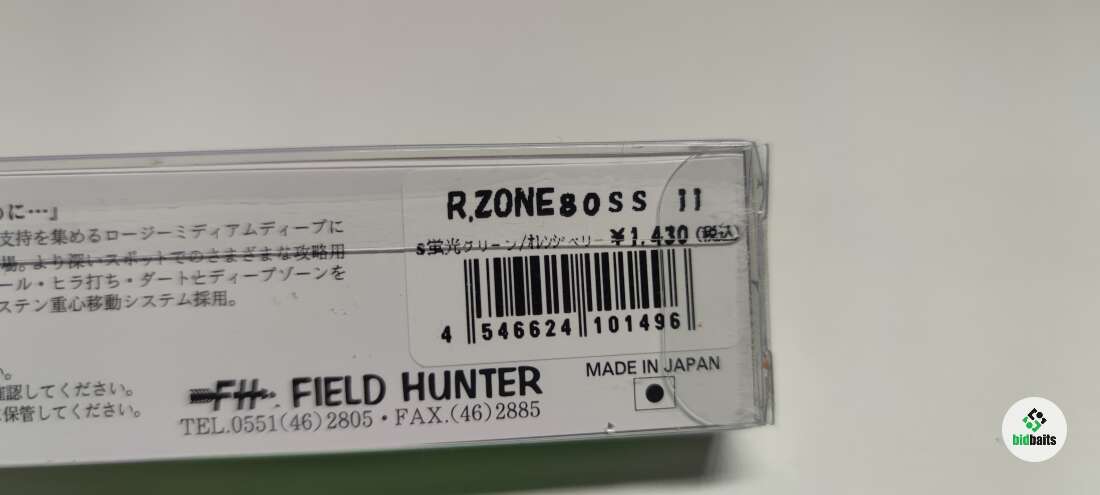 に…」
支持を集めるロージーミディアムディープに
場。より深いスポットでのさまざまな攻略用
ール・ヒラ打ち・ダートとディープゾーンを
ステン重心移動システム採用。
確認してください。
保管してください。
R,ZONE80SS 11
S蛍光グリーン/オレンジベリー ¥1,430(税込)
4 546624 101496
MADE IN JAPAN
FH. FIELD HUNTER
TEL.0551(46)2805・FAX.(46)2885
bidbaits